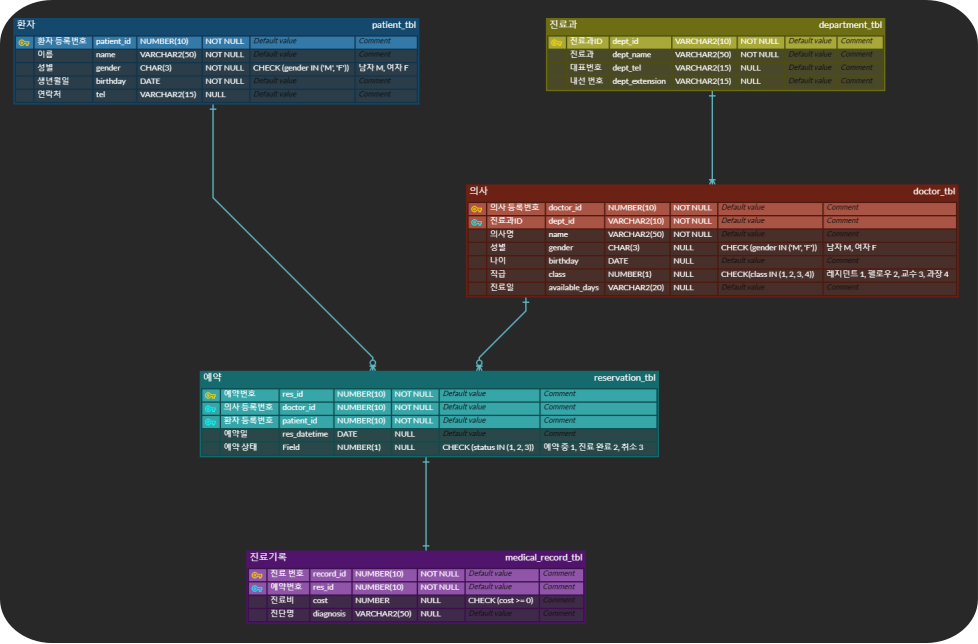 환자 patient_tbl
환자 등록번호 patient_id NUMBER(10) NOT NULL Default value Comment
이름 name VARCHAR2(50) NOT NULL Default value Comment
성별 gender CHAR(3) NOT NULL CHECK (gender IN ('M', 'F')) 남자 M, 여자 F
생년월일 birthday DATE NOT NULL Default value Comment
연락처 tel VARCHAR2(15) NULL Default value Comment
진료과 department_tbl
진료과ID dept_id VARCHAR2(10) NOT NULL Default value Comment
진료과 dept_name VARCHAR2(50) NOT NULL Default value Comment
대표번호 dept_tel VARCHAR2(15) NULL Default value Comment
내선 번호 dept_extension VARCHAR2(15) NULL Default value Comment
의사 doctor_tbl
의사 등록번호 doctor_id NUMBER(10) NOT NULL Default value Comment
진료과ID dept_id VARCHAR2(10) NOT NULL Default value Comment
의사명 name VARCHAR2(50) NOT NULL Default value Comment
성별 gender CHAR(3) NULL CHECK (gender IN ('M', 'F')) 남자 M, 여자 F
나이 birthday DATE NULL Default value Comment
직급 class NUMBER(1) NULL CHECK(class IN (1, 2, 3, 4)) 레지던트 1, 펠로우 2, 교수 3, 과장 4
진료일 available_days VARCHAR2(20) NULL Default value Comment
예약 reservation_tbl
예약번호 res_id NUMBER(10) NOT NULL Default value Comment
의사 등록번호 doctor_id NUMBER(10) NOT NULL Default value Comment
환자 등록번호 patient_id NUMBER(10) NOT NULL Default value Comment
예약일 res_datetime DATE NULL Default value Comment
예약 상태 Field NUMBER(1) NULL CHECK (status IN (1, 2, 3)) 예약 중 1, 진료 완료 2, 취소 3
진료기록 medical_record_tbl
진료 번호 record_id NUMBER(10) NOT NULL Default value Comment
예약번호 res_id NUMBER(10) NOT NULL Default value Comment
진료비 cost NUMBER NULL CHECK (cost >= 0) Comment
진단명 diagnosis VARCHAR2(50) NULL Default value Comment